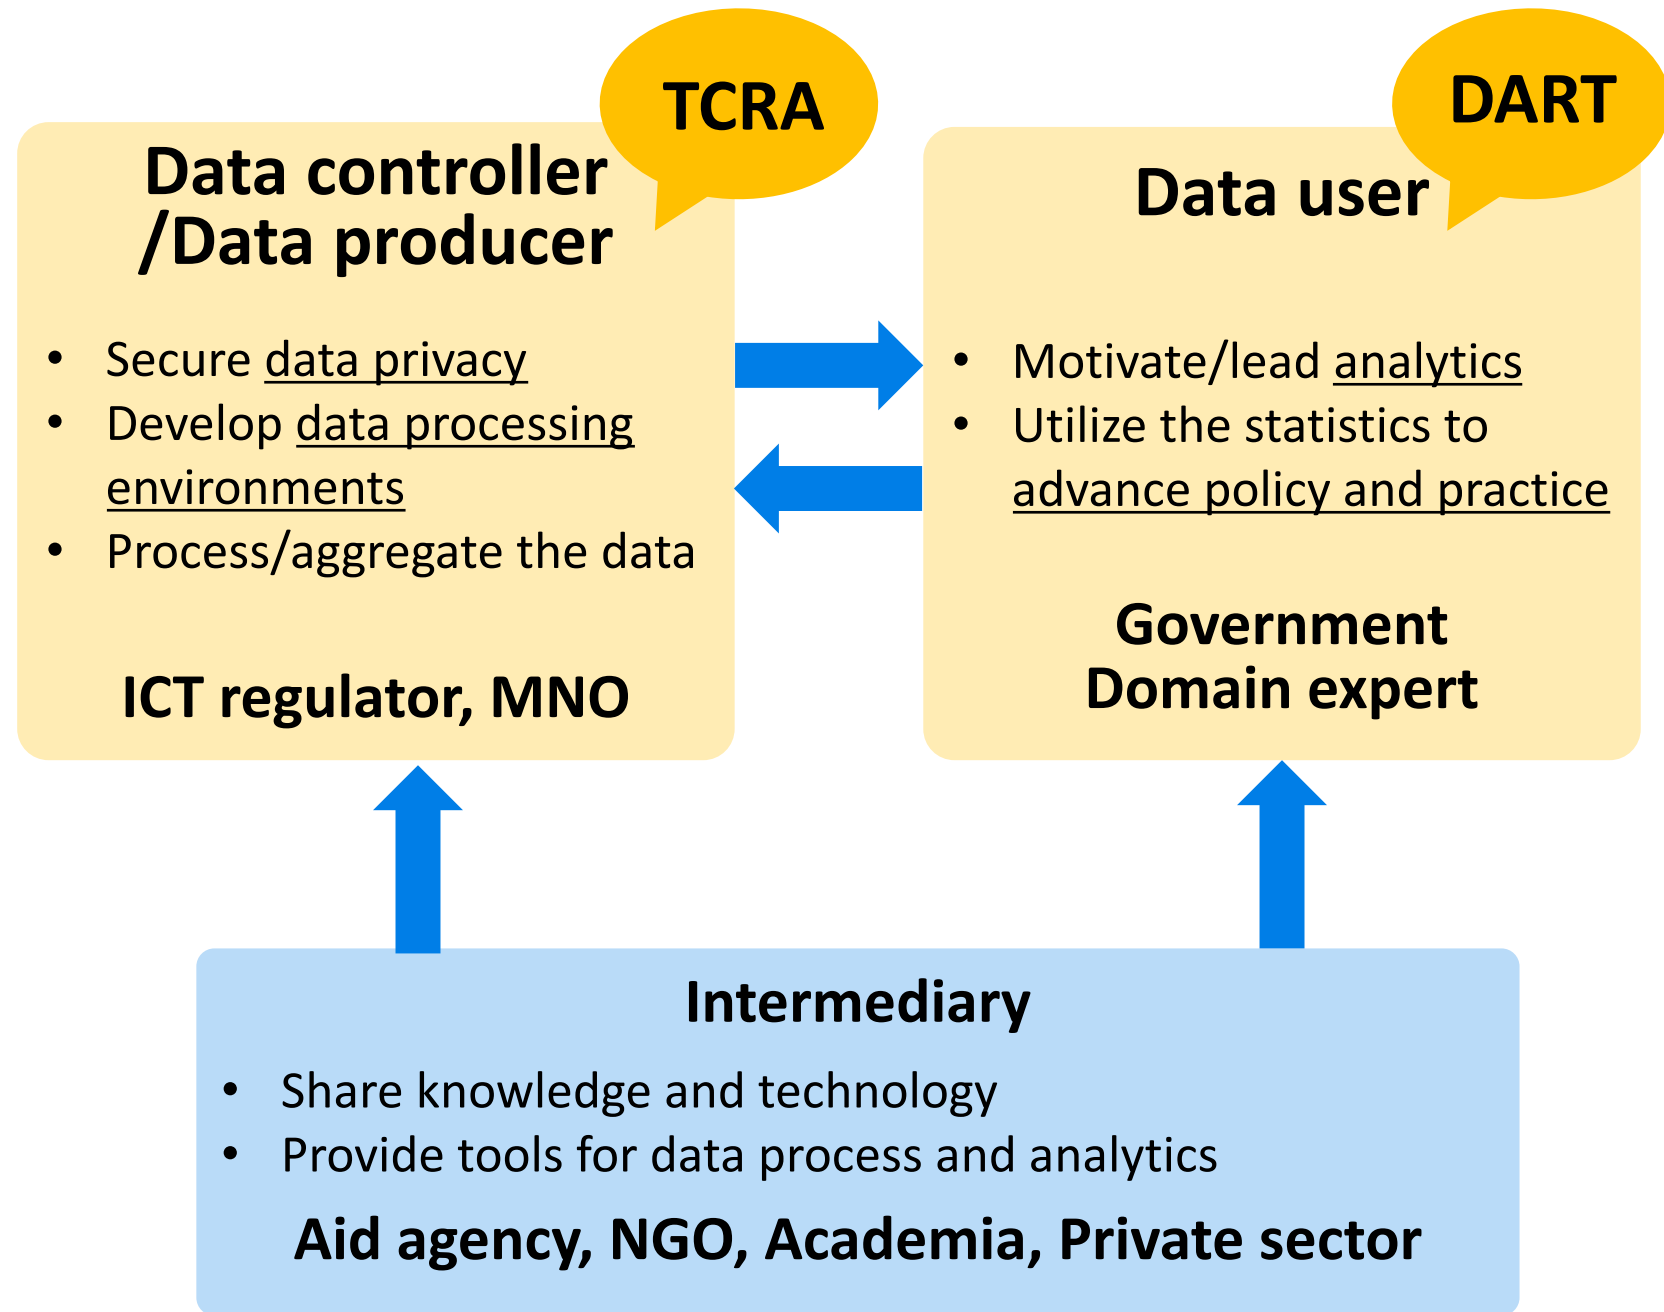 TCRA
Data controller
/Data producer
• Secure data privacy
• Develop data processing
environments
• Process/aggregate the data
ICT regulator, MNO
DART
Data user
• Motivate/lead analytics
• Utilize the statistics to
advance policy and practice
Government
Domain expert
Intermediary
• Share knowledge and technology
• Provide tools for data process and analytics
Aid agency, NGO, Academia, Private sector